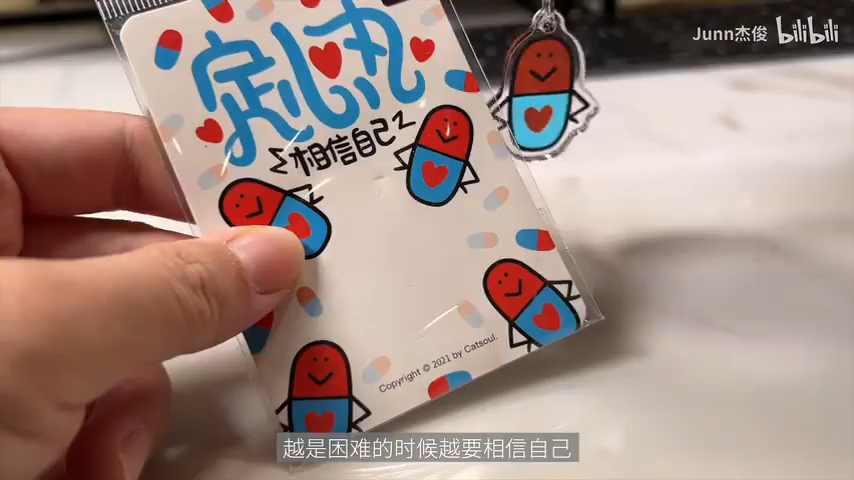 Junn杰俊 bilibili
定心丸
相信自己
Copyright © 2021 by Catsoul.
越是困难的时候越要相信自己